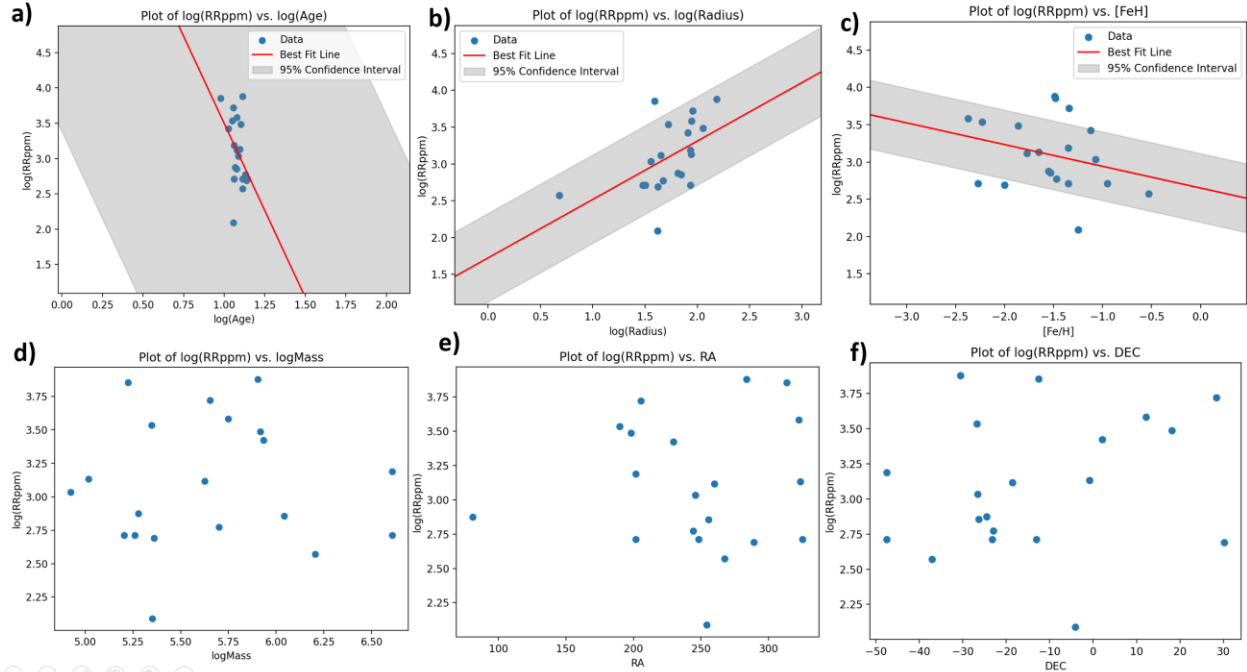 a)
Plot of log(RRppm) vs. log(Age)
Data
Best Fit Line
95% Confidence Interval
log(RRppm)
4.5
4.0
3.5
3.0
2.5
2.0
1.5
0.00 0.25 0.50 0.75 1.00 1.25 1.50 1.75 2.00
log(Age)
b)
Plot of log(RRppm) vs. log(Radius)
Data
Best Fit Line
95% Confidence Interval
log(RRppm)
4.5
4.0
3.5
3.0
2.5
2.0
1.5
0.0 0.5 1.0 1.5 2.0 2.5 3.0
log(Radius)
c)
Plot of log(RRppm) vs. [FeH]
Data
Best Fit Line
95% Confidence Interval
log(RRppm)
4.5
4.0
3.5
3.0
2.5
2.0
1.5
−3.0 −2.5 −2.0 −1.5 −1.0 −0.5 0.0
[Fe/H]
d)
Plot of log(RRppm) vs. logMass
log(RRppm)
3.75
3.50
3.25
3.00
2.75
2.50
2.25
5.00 5.25 5.50 5.75 6.00 6.25 6.50
logMass
e)
Plot of log(RRppm) vs. RA
log(RRppm)
3.75
3.50
3.25
3.00
2.75
2.50
2.25
100 150 200 250 300
RA
f)
Plot of log(RRppm) vs. DEC
log(RRppm)
3.75
3.50
3.25
3.00
2.75
2.50
2.25
−50 −40 −30 −20 −10 0 10 20 30
DEC